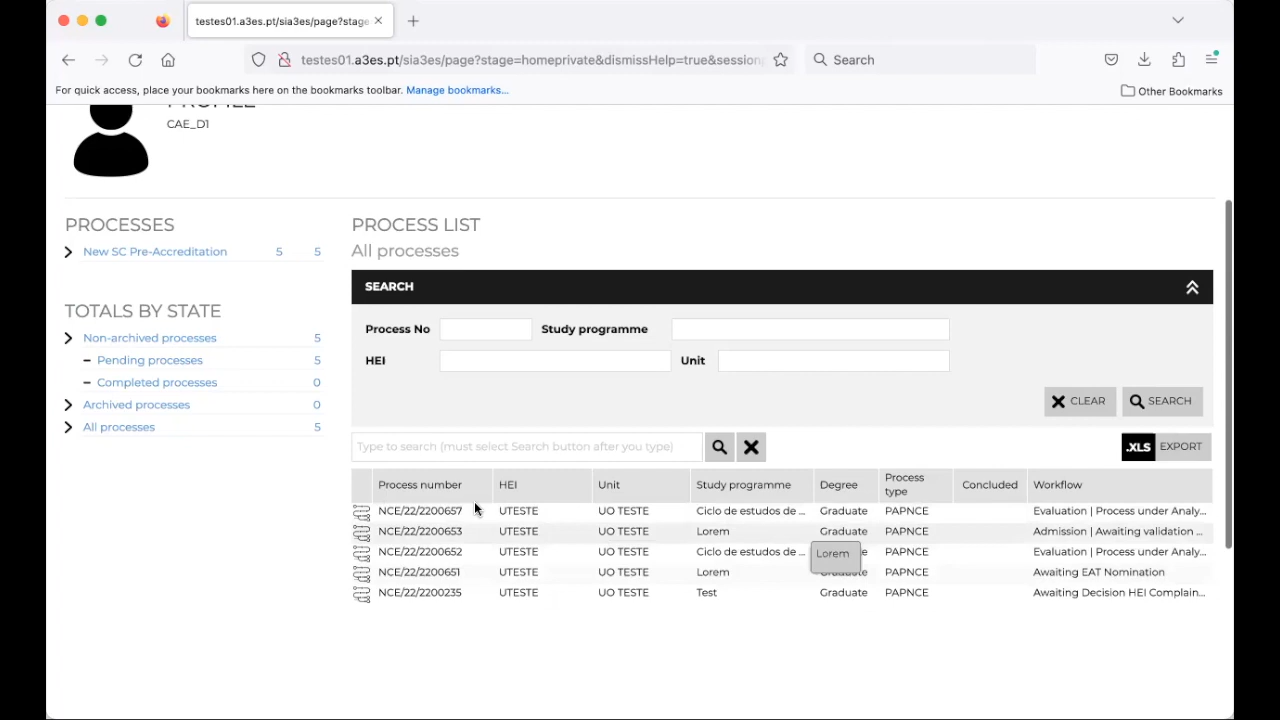 testes01.a3es.pt/sia3es/page?stage
testes01.a3es.pt/sia3es/page?stage=homeprivate&dismissHelp=true&session
Search
For quick access, place your bookmarks here on the bookmarks toolbar. Manage bookmarks...
Other Bookmarks
PROFILE
CAE_D1
PROCESSES
New SC Pre-Accreditation 5 5
TOTALS BY STATE
Non-archived processes 5
Pending processes 5
Completed processes 0
Archived processes 0
All processes 5
PROCESS LIST
All processes
SEARCH
Process No Study programme
HEI Unit
CLEAR SEARCH
Type to search (must select Search button after you type)
.XLS EXPORT
Process number HEI Unit Study programme Degree Process type Concluded Workflow
NCE/22/2200657 UTESTE UO TESTE Ciclo de estudos de ... Graduate PAPNCE Evaluation | Process under Analy...
NCE/22/2200653 UTESTE UO TESTE Lorem Graduate PAPNCE Admission | Awaiting validation ...
NCE/22/2200652 UTESTE UO TESTE Ciclo de estudos de ... PAPNCE Evaluation | Process under Analy...
Lorem
NCE/22/2200651 UTESTE UO TESTE Lorem Graduate PAPNCE Awaiting EAT Nomination
NCE/22/2200235 UTESTE UO TESTE Test Graduate PAPNCE Awaiting Decision HEI Complain...